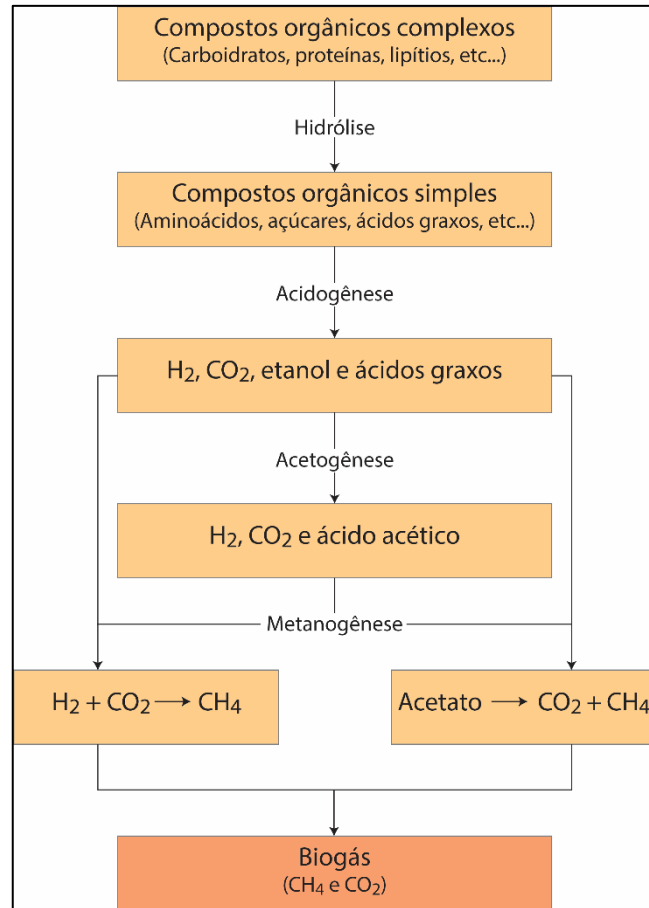 Compostos orgânicos complexos
(Carboidratos, proteínas, lipítios, etc...)
Hidrólise
Compostos orgânicos simples
(Aminoácidos, açúcares, ácidos graxos, etc...)
Acidogênese
H₂, CO₂, etanol e ácidos graxos
Acetogênese
H₂, CO₂ e ácido acético
Metanogênese
H₂ + CO₂ → CH₄
Acetato → CO₂ + CH₄
Biogás
(CH₄ e CO₂)